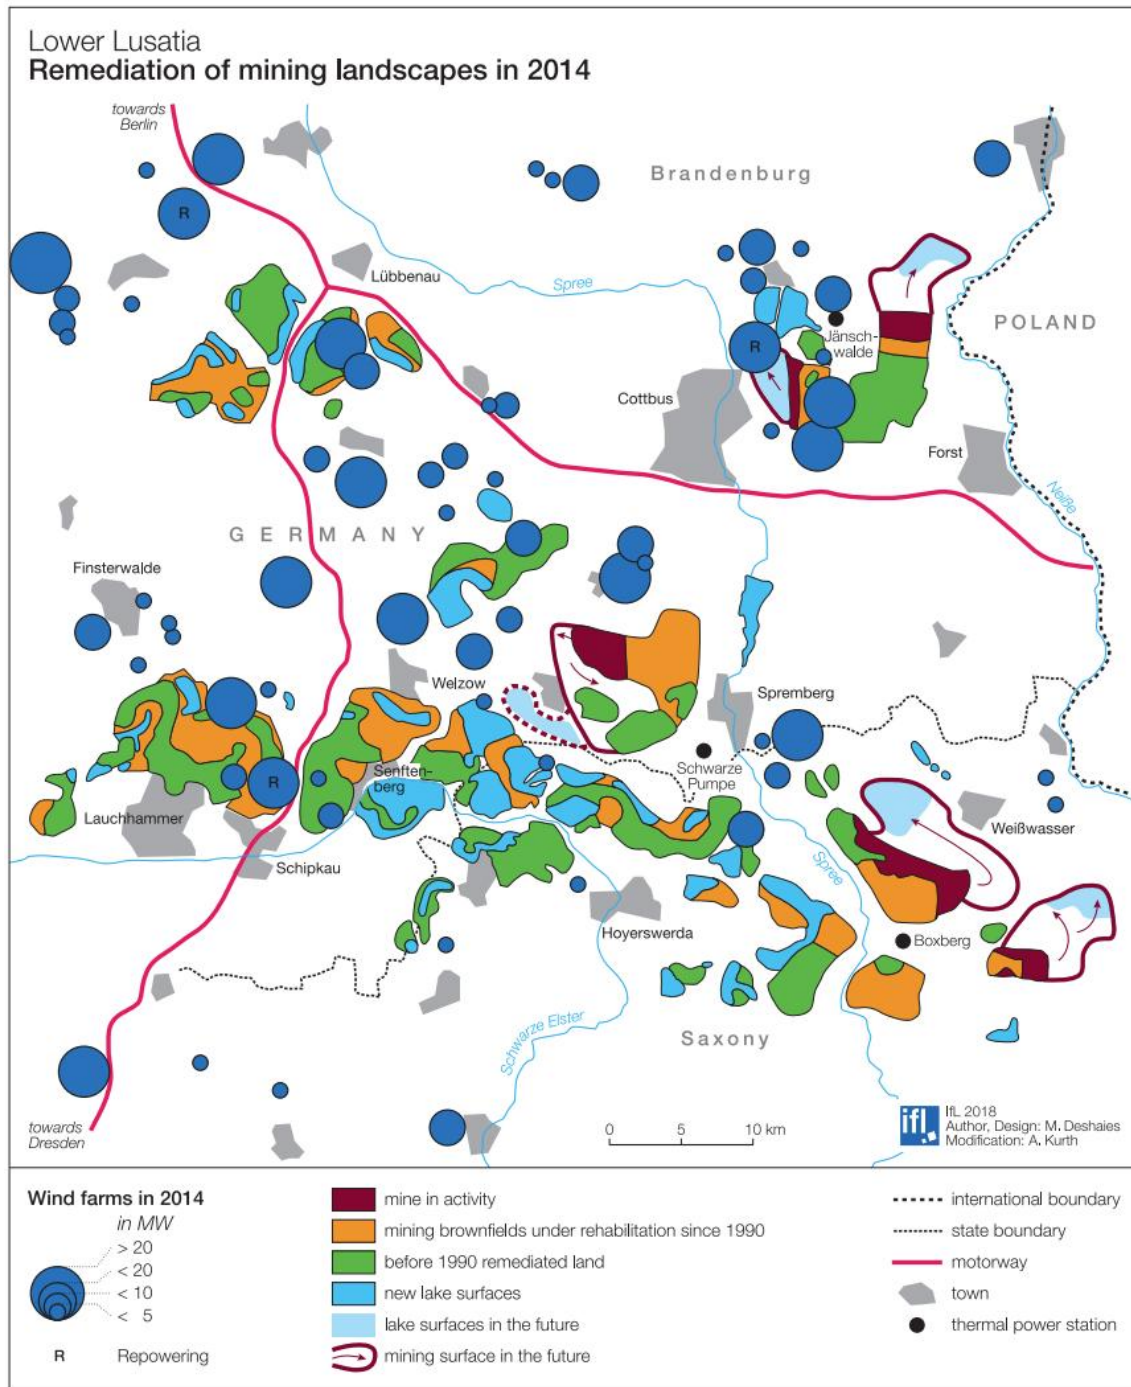 Lower Lusatia
Remediation of mining landscapes in 2014
towards
Berlin
Brandenburg
R
Lübbenau
Spree
POLAND
Jänsch-
walde
R
Cottbus
Forst
Neiße
GERMANY
Finsterwalde
Welzow
Spremberg
Schwarze
Pumpe
Senften-
berg
R
Lauchhammer
Weißwasser
Schipkau
Spree
Hoyerswerda
Boxberg
Schwarze Elster
Saxony
towards
Dresden
0 5 10 km
ifl
IfL 2018
Author, Design: M. Deshaies
Modification: A. Kurth
Wind farms in 2014
in MW
> 20
< 20
< 10
< 5
R Repowering
mine in activity
mining brownfields under rehabilitation since 1990
before 1990 remediated land
new lake surfaces
lake surfaces in the future
mining surface in the future
international boundary
state boundary
motorway
town
thermal power station